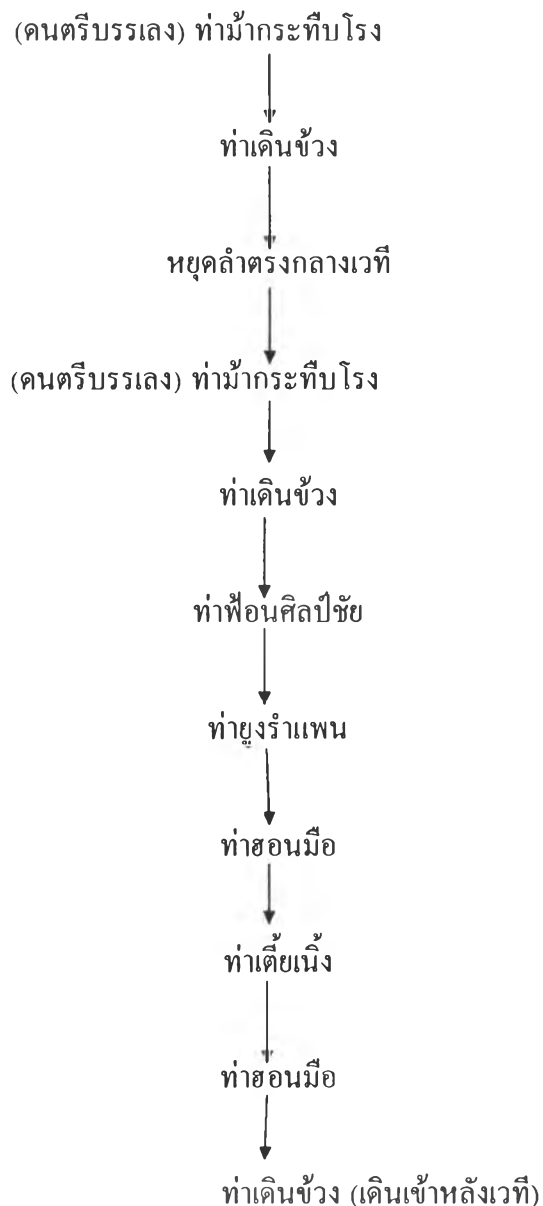 (ดนตรีบรรเลง) ท่าม้ากระทืบโรง
ท่าเดินข้วง
หยุดลำตรงกลางเวที
(ดนตรีบรรเลง) ท่าม้ากระทืบโรง
ท่าเดินข้วง
ท่าฟ้อนศิลป์ชัย
ท่ายูงรำแพน
ท่าฮอนมือ
ท่าเตี้ยเนิ้ง
ท่าฮอนมือ
ท่าเดินข้วง (เดินเข้าหลังเวที)